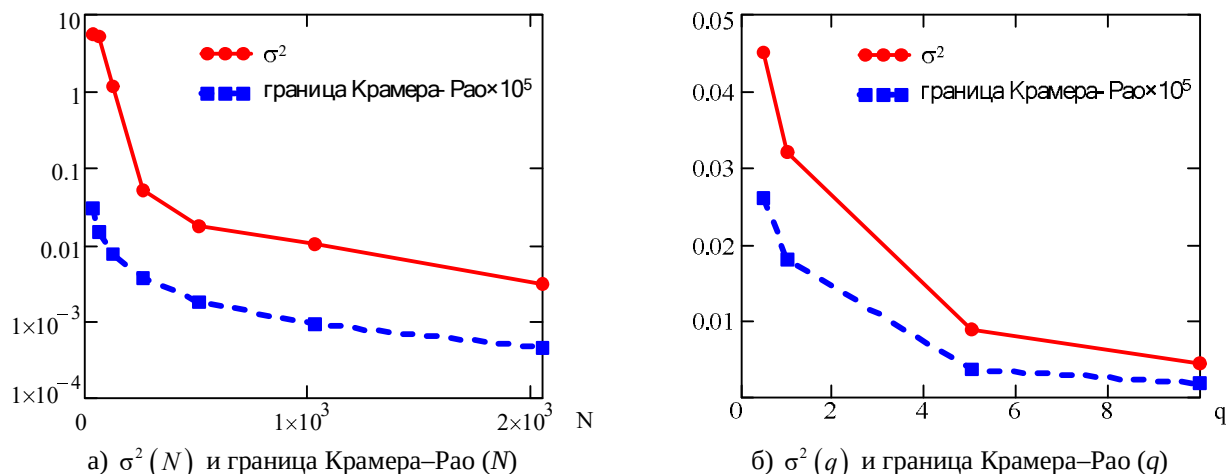 10
1
0.1
0.01
1×10⁻³
1×10⁻⁴
0
1×10³
2×10³
N
σ²
граница Крамера- Рао×10⁵
а) σ² (N) и граница Крамера–Рао (N)
0.05
0.04
0.03
0.02
0.01
0
2
4
6
8
q
σ²
граница Крамера- Рао×10⁵
б) σ² (q) и граница Крамера–Рао (q)